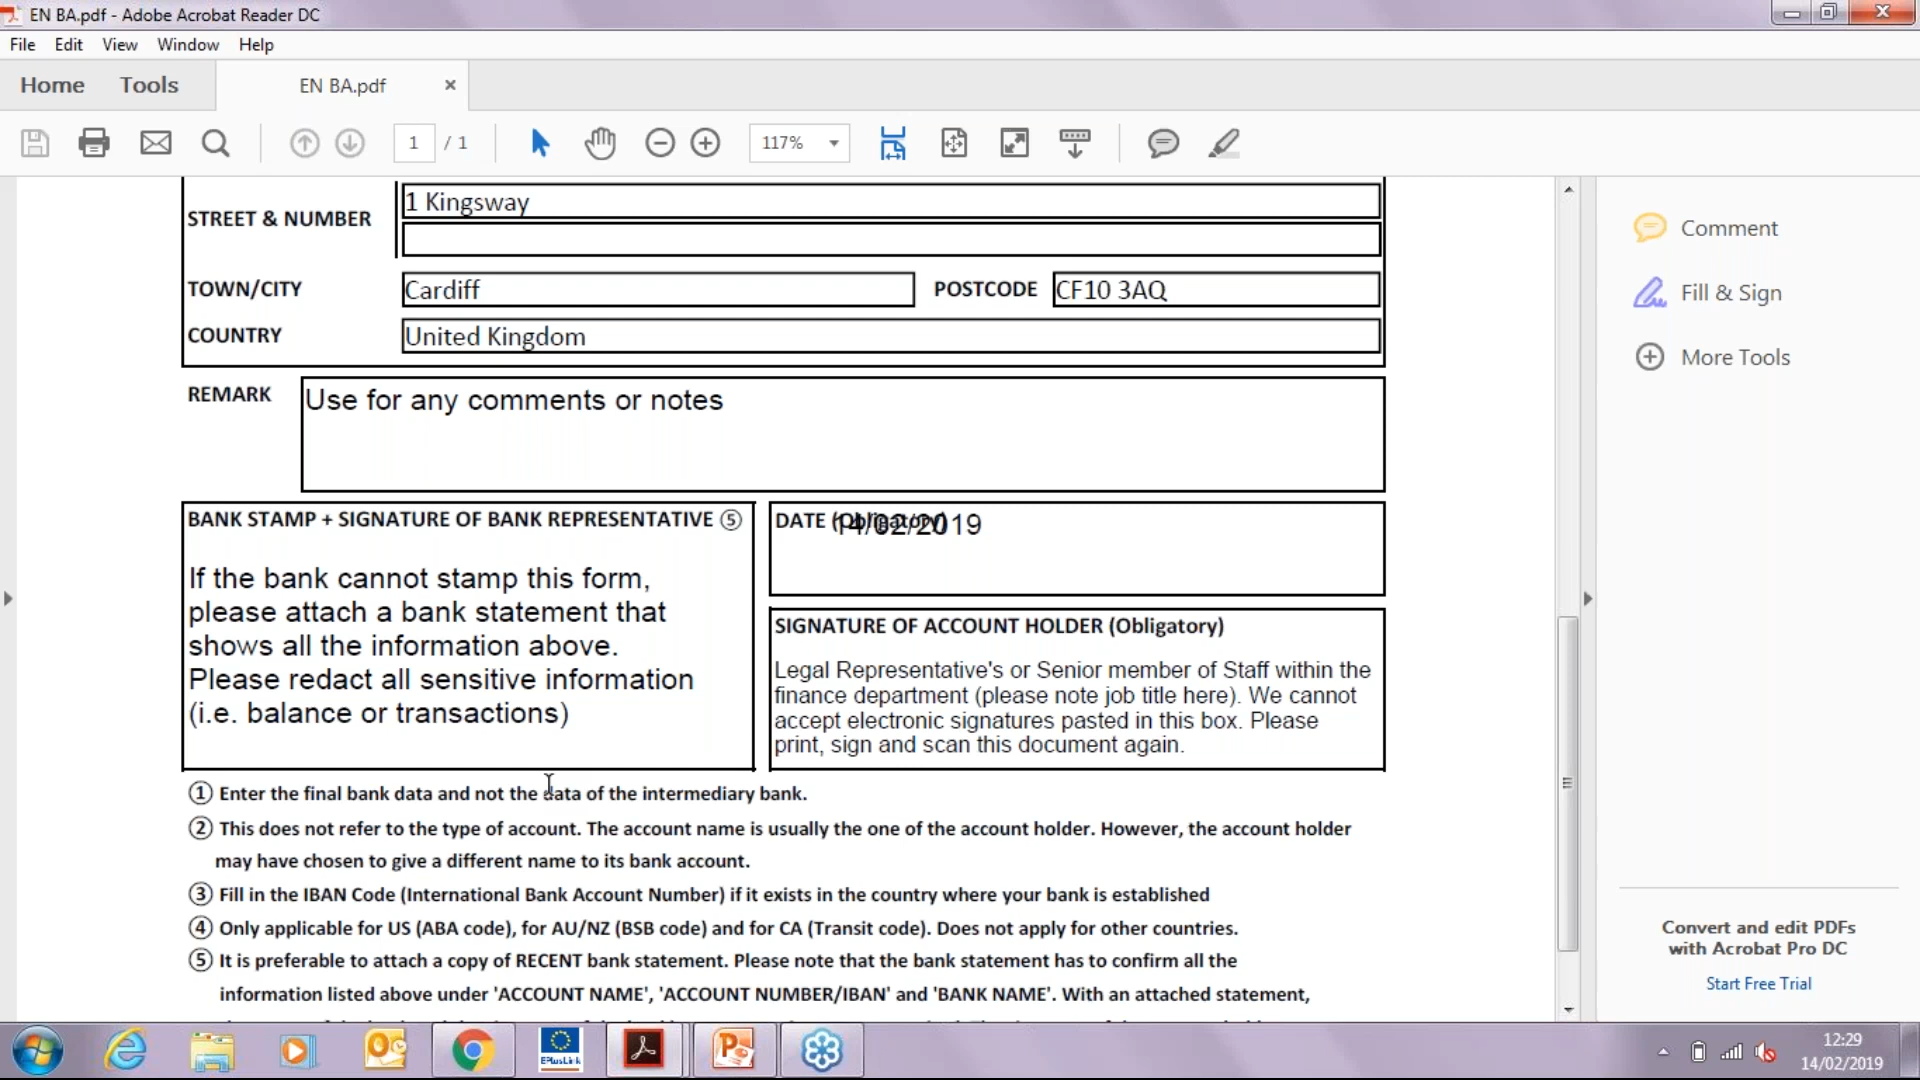 EN BA.pdf - Adobe Acrobat Reader DC
File Edit View Window Help
Home Tools EN BA.pdf
1 / 1 117%
STREET & NUMBER 1 Kingsway
TOWN/CITY Cardiff POSTCODE CF10 3AQ
COUNTRY United Kingdom
REMARK Use for any comments or notes
BANK STAMP + SIGNATURE OF BANK REPRESENTATIVE ⑤
If the bank cannot stamp this form,
please attach a bank statement that
shows all the information above.
Please redact all sensitive information
(i.e. balance or transactions)
DATE (Obligatory)
14/02/2019
SIGNATURE OF ACCOUNT HOLDER (Obligatory)
Legal Representative's or Senior member of Staff within the
finance department (please note job title here). We cannot
accept electronic signatures pasted in this box. Please
print, sign and scan this document again.
① Enter the final bank data and not the data of the intermediary bank.
② This does not refer to the type of account. The account name is usually the one of the account holder. However, the account holder
may have chosen to give a different name to its bank account.
③ Fill in the IBAN Code (International Bank Account Number) if it exists in the country where your bank is established
④ Only applicable for US (ABA code), for AU/NZ (BSB code) and for CA (Transit code). Does not apply for other countries.
⑤ It is preferable to attach a copy of RECENT bank statement. Please note that the bank statement has to confirm all the
information listed above under 'ACCOUNT NAME', 'ACCOUNT NUMBER/IBAN' and 'BANK NAME'. With an attached statement,
Comment
Fill & Sign
More Tools
Convert and edit PDFs
with Acrobat Pro DC
Start Free Trial
EPlusLink
12:29
14/02/2019